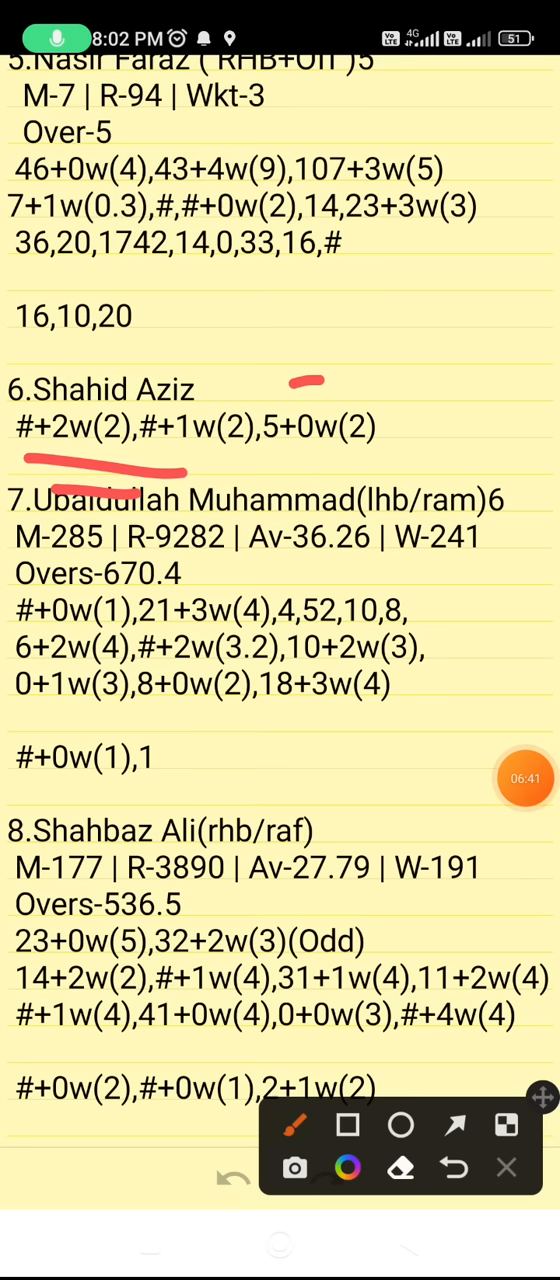 8:02 PM
4G
51
5.Nasir Faraz ( RHB+Off )5
M-7 | R-94 | Wkt-3
Over-5
46+0w(4),43+4w(9),107+3w(5)
7+1w(0.3),#,#+0w(2),14,23+3w(3)
36,20,1742,14,0,33,16,#
16,10,20
6.Shahid Aziz
#+2w(2),#+1w(2),5+0w(2)
7.Ubaidullah Muhammad(lhb/ram)6
M-285 | R-9282 | Av-36.26 | W-241
Overs-670.4
#+0w(1),21+3w(4),4,52,10,8,
6+2w(4),#+2w(3.2),10+2w(3),
0+1w(3),8+0w(2),18+3w(4)
#+0w(1),1
06:41
8.Shahbaz Ali(rhb/raf)
M-177 | R-3890 | Av-27.79 | W-191
Overs-536.5
23+0w(5),32+2w(3)(Odd)
14+2w(2),#+1w(4),31+1w(4),11+2w(4)
#+1w(4),41+0w(4),0+0w(3),#+4w(4)
#+0w(2),#+0w(1),2+1w(2)